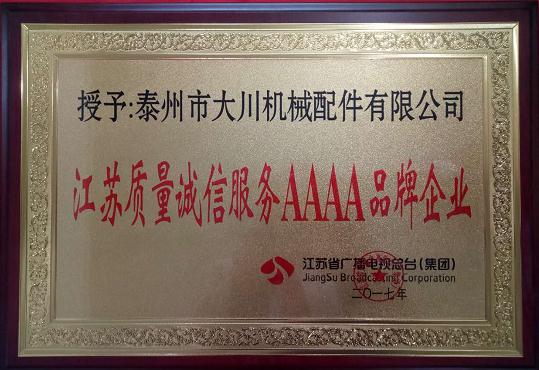 授予:泰州市大川机械配件有限公司
江苏质量诚信服务AAAA品牌企业
江苏省广播电视总台(集团)
JiangSu Broadcasting Corporation
二〇一七年